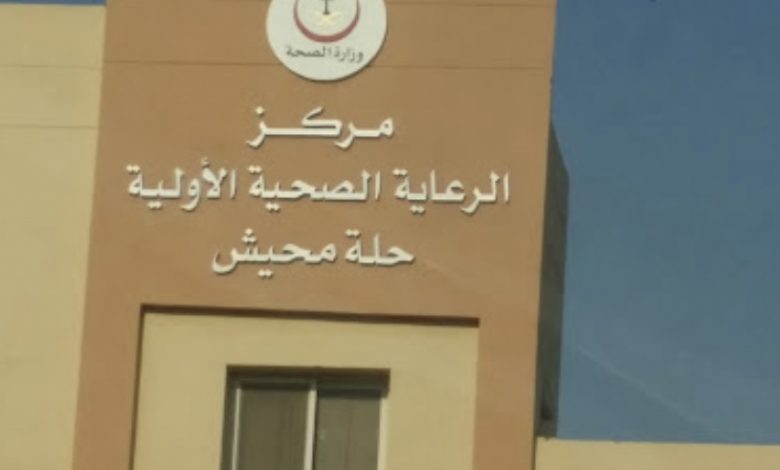 وزارة الصحة
مركز
الرعاية الصحية الأولية
حلة محيش